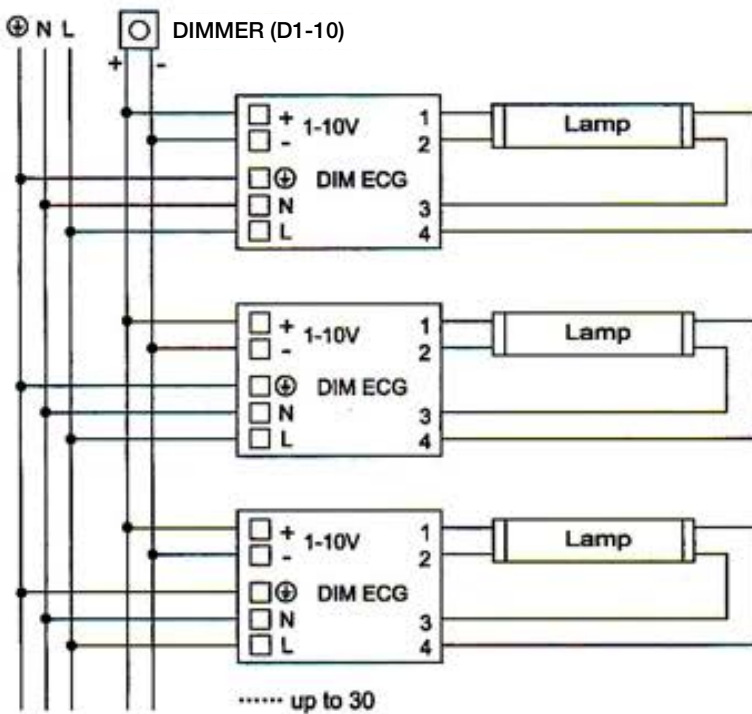 ⏚ N L DIMMER (D1-10)
+ -
+ 1-10V 1 Lamp
- 2
⏚ DIM ECG
N 3
L 4
+ 1-10V 1 Lamp
- 2
⏚ DIM ECG
N 3
L 4
+ 1-10V 1 Lamp
- 2
⏚ DIM ECG
N 3
L 4
...... up to 30